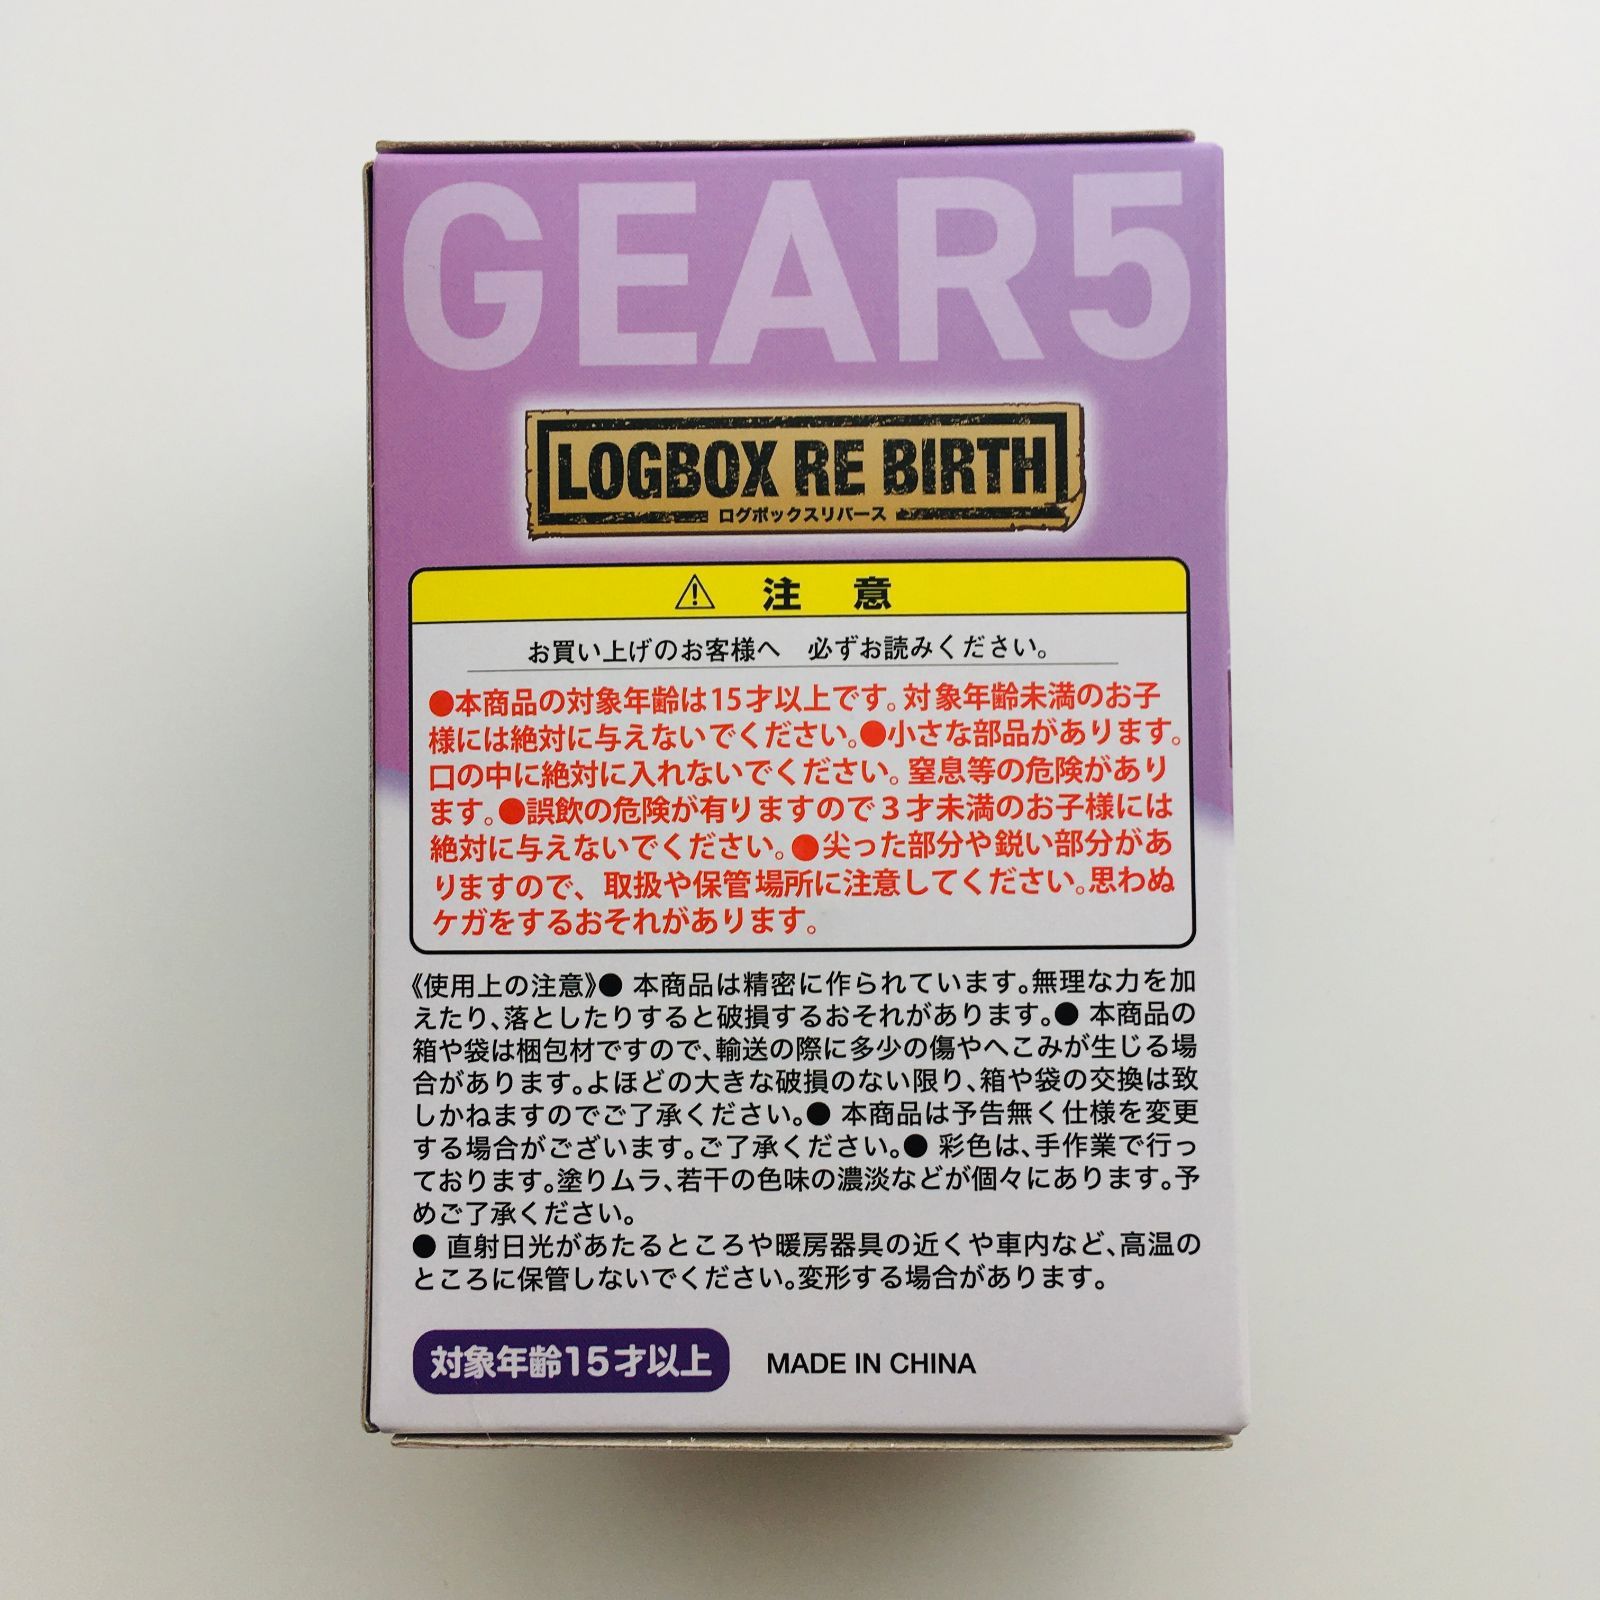 GEAR5
LOGBOX RE BIRTH
ログボックスリバース
⚠ 注 意
お買い上げのお客様へ 必ずお読みください。
●本商品の対象年齢は15才以上です。対象年齢未満のお子
様には絶対に与えないでください。●小さな部品があります。
口の中に絶対に入れないでください。窒息等の危険があり
ます。●誤飲の危険が有りますので3才未満のお子様には
絶対に与えないでください。●尖った部分や鋭い部分があ
りますので、取扱や保管場所に注意してください。思わぬ
ケガをするおそれがあります。
《使用上の注意》● 本商品は精密に作られています。無理な力を加
えたり、落としたりすると破損するおそれがあります。● 本商品の
箱や袋は梱包材ですので、輸送の際に多少の傷やへこみが生じる場
合があります。よほどの大きな破損のない限り、箱や袋の交換は致
しかねますのでご了承ください。● 本商品は予告無く仕様を変更
する場合がございます。ご了承ください。● 彩色は、手作業で行っ
ております。塗りムラ、若干の色味の濃淡などが個々にあります。予
めご了承ください。
● 直射日光があたるところや暖房器具の近くや車内など、高温の
ところに保管しないでください。変形する場合があります。
対象年齢15才以上 MADE IN CHINA